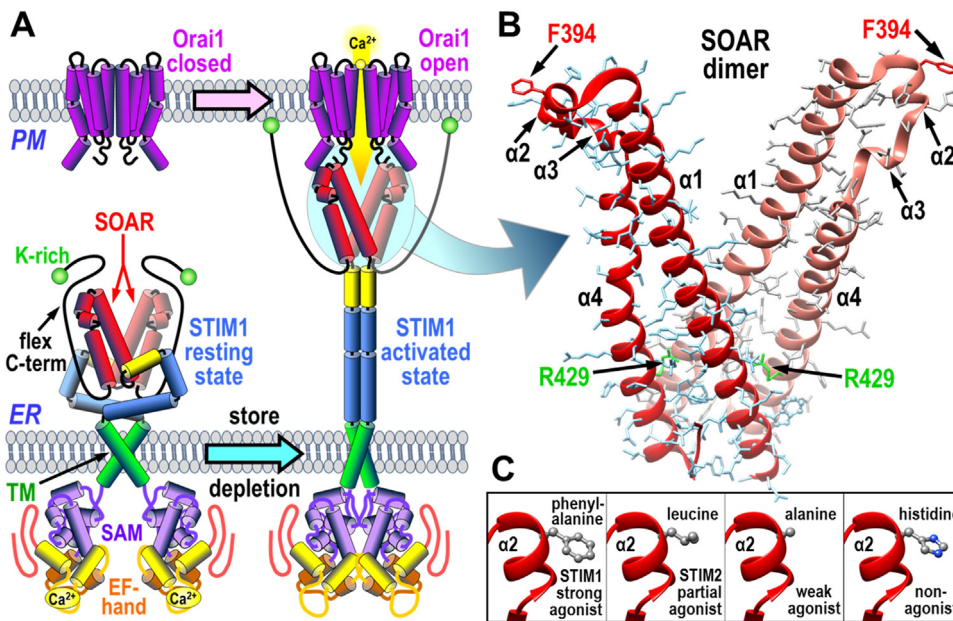 A
Orai1
closed
Ca²⁺
Orai1
open
PM
SOAR
K-rich
flex
C-term
STIM1
resting
state
STIM1
activated
state
ER
store
depletion
TM
SAM
EF-
hand
Ca²⁺
Ca²⁺
B
F394
SOAR
dimer
F394
α2
α3
α1
α1
α2
α3
α4
α4
R429
R429
C
phenyl-
alanine
α2
STIM1
strong
agonist
leucine
α2
STIM2
partial
agonist
alanine
α2
weak
agonist
histidine
α2
non-
agonist